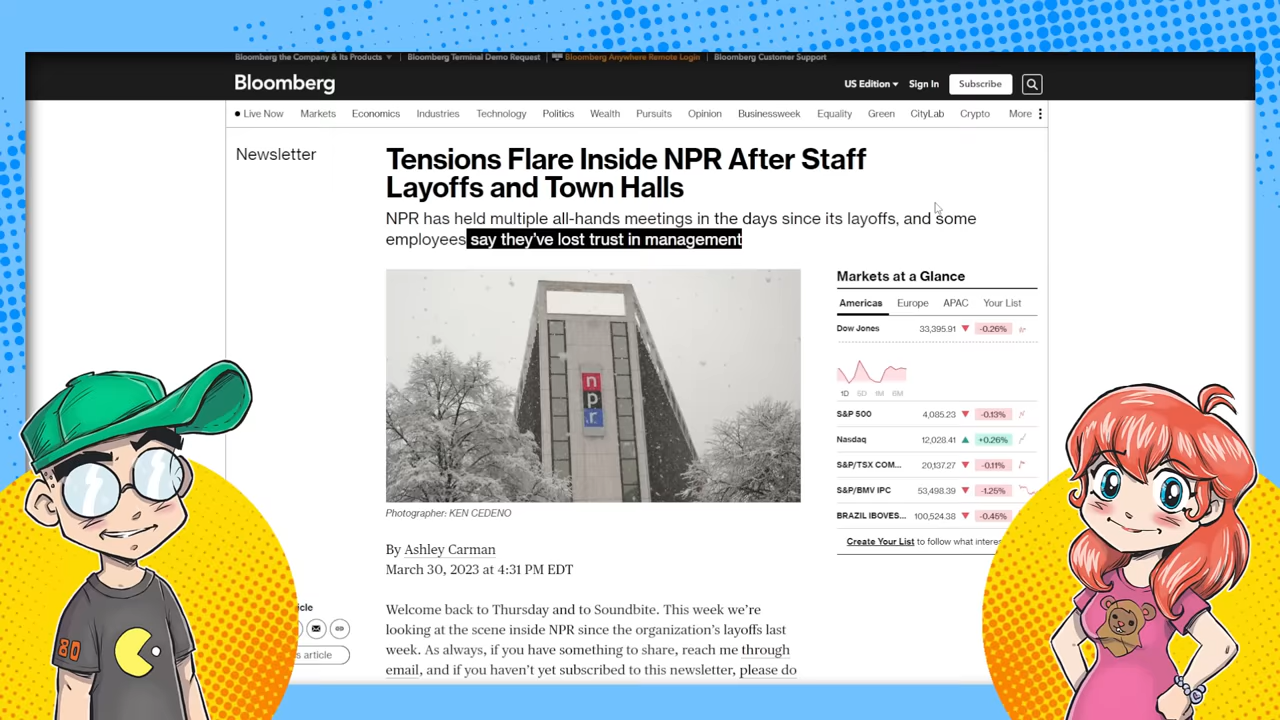 Bloomberg the Company & Its Products
Bloomberg Terminal Demo Request
Bloomberg Anywhere Remote Login
Bloomberg Customer Support
Bloomberg
US Edition
Sign In
Subscribe
Live Now
Markets
Economics
Industries
Technology
Politics
Wealth
Pursuits
Opinion
Businessweek
Equality
Green
CityLab
Crypto
More
Newsletter
Tensions Flare Inside NPR After Staff
Layoffs and Town Halls
NPR has held multiple all-hands meetings in the days since its layoffs, and some
employees say they've lost trust in management
npr
Photographer: KEN CEDENO
By Ashley Carman
March 30, 2023 at 4:31 PM EDT
Welcome back to Thursday and to Soundbite. This week we're
looking at the scene inside NPR since the organization's layoffs last
week. As always, if you have something to share, reach me through
email, and if you haven't yet subscribed to this newsletter, please do
Markets at a Glance
Americas Europe APAC Your List
Dow Jones 33,395.91 -0.26%
1D 5D 1M 6M
S&P 500 4,085.23 -0.13%
Nasdaq 12,028.41 +0.26%
S&P/TSX COM... 20,137.27 -0.11%
S&P/BMV IPC 53,498.39 -1.25%
BRAZIL IBOVES... 100,524.38 -0.45%
Create Your List to follow what
icle
article
80